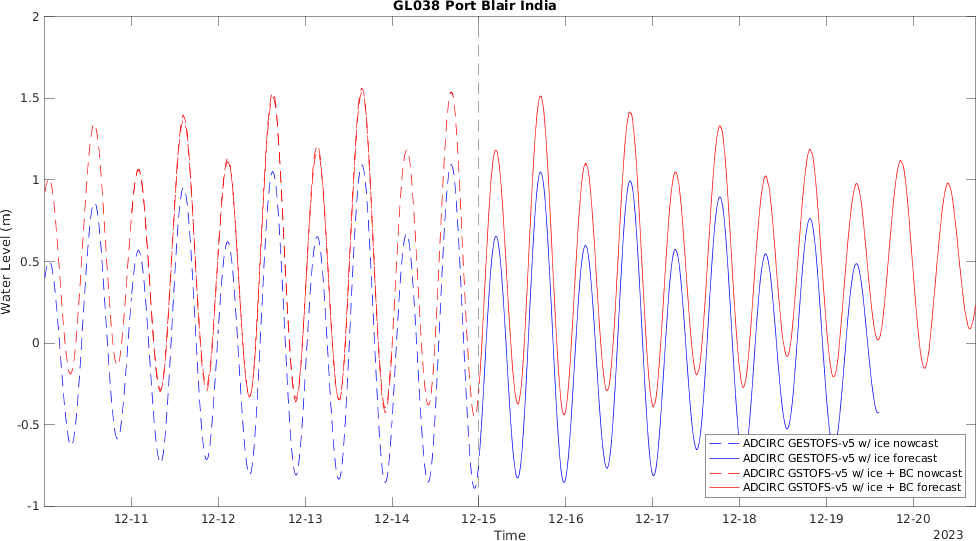 GL038 Port Blair India
Water Level (m)
2
1.5
1
0.5
0
-0.5
-1
ADCIRC GESTOFS-v5 w/ ice nowcast
ADCIRC GESTOFS-v5 w/ ice forecast
ADCIRC GSTOFS-v5 w/ ice + BC nowcast
ADCIRC GSTOFS-v5 w/ ice + BC forecast
12-11 12-12 12-13 12-14 12-15 12-16 12-17 12-18 12-19 12-20
Time
2023